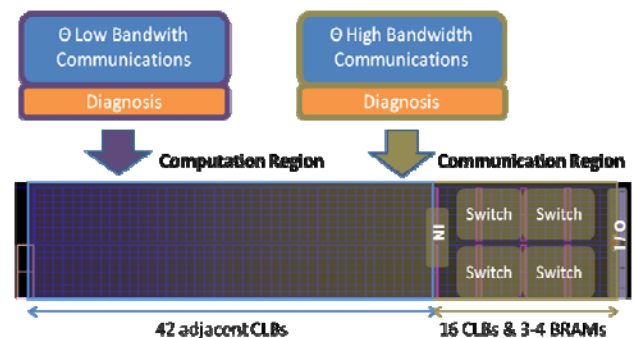 Θ Low Bandwith
Communications
Diagnosis
Θ High Bandwidth
Communications
Diagnosis
Computation Region
Communication Region
NI
Switch
Switch
Switch
Switch
I / O
42 adjacent CLBs
16 CLBs & 3-4 BRAMs